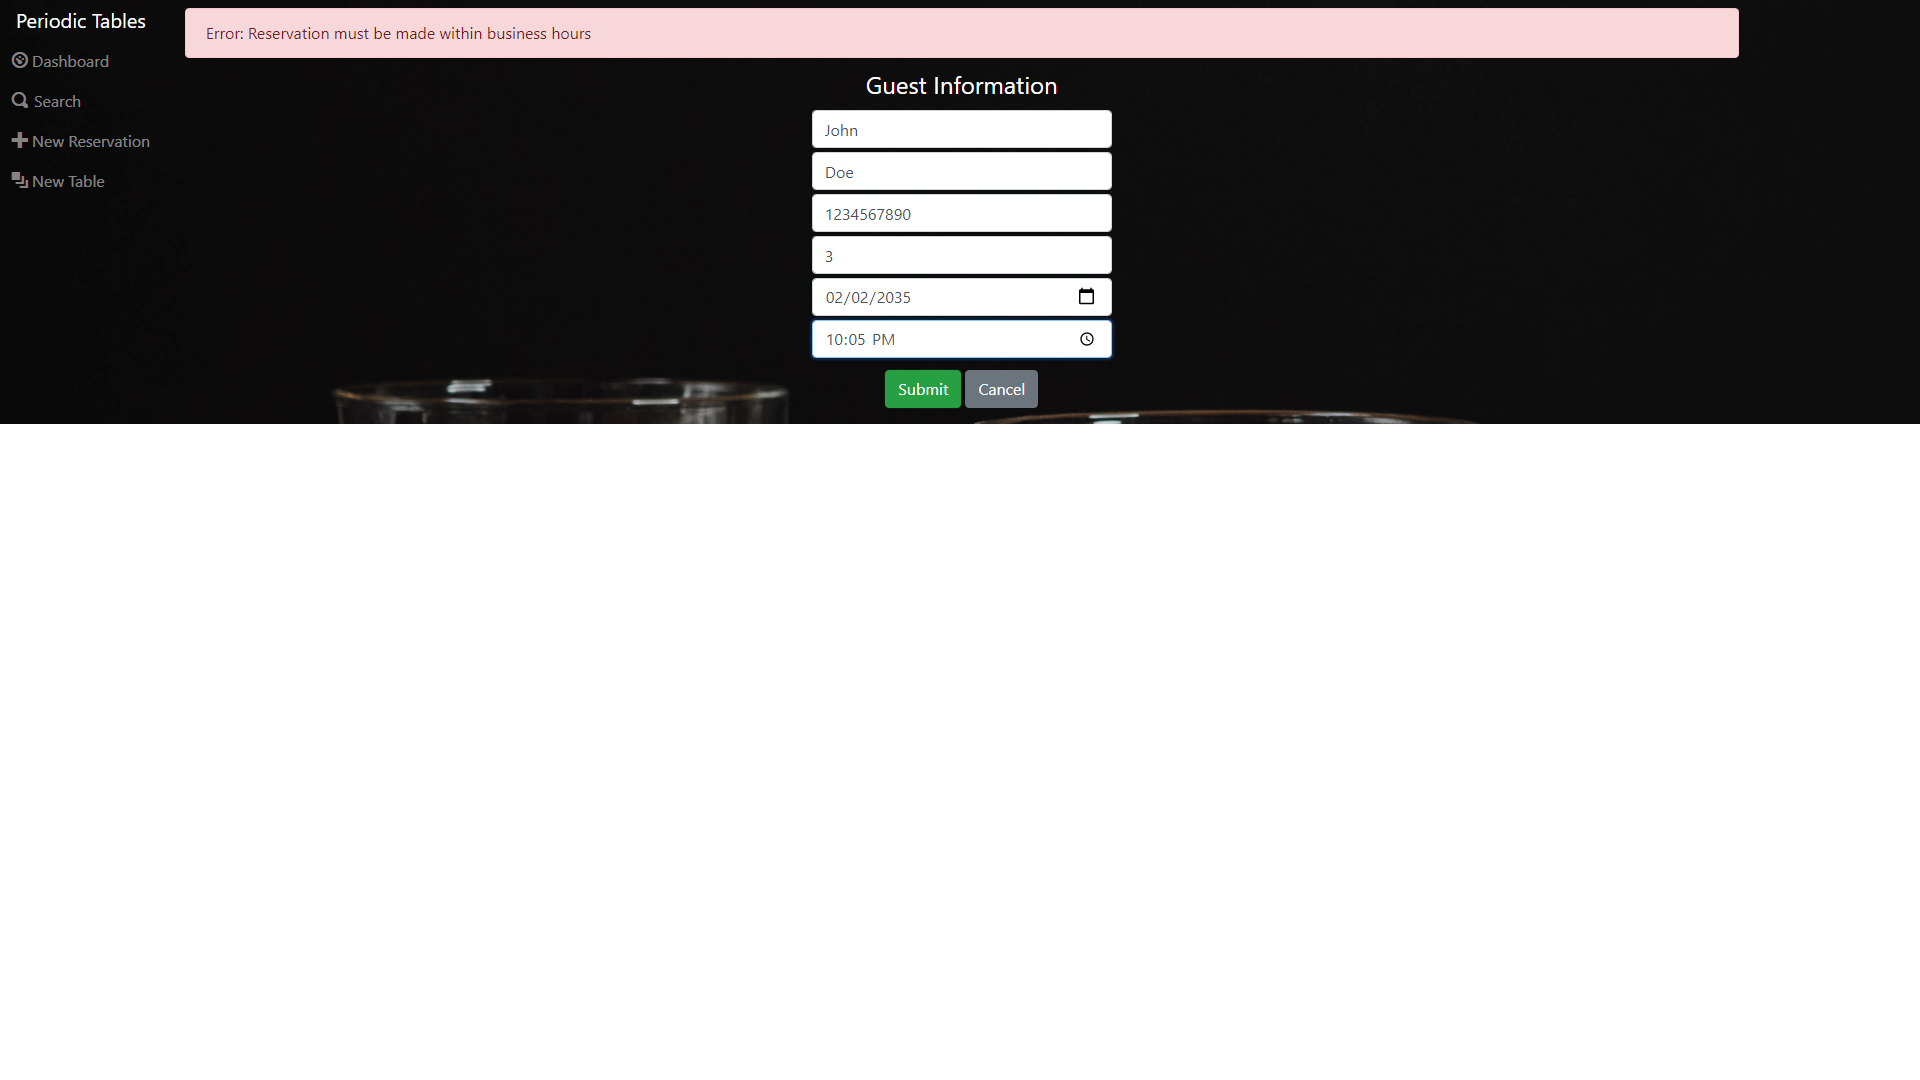 Periodic Tables
Dashboard
Search
New Reservation
New Table
Error: Reservation must be made within business hours
Guest Information
John
Doe
1234567890
3
02/02/2035
10:05 PM
Submit
Cancel